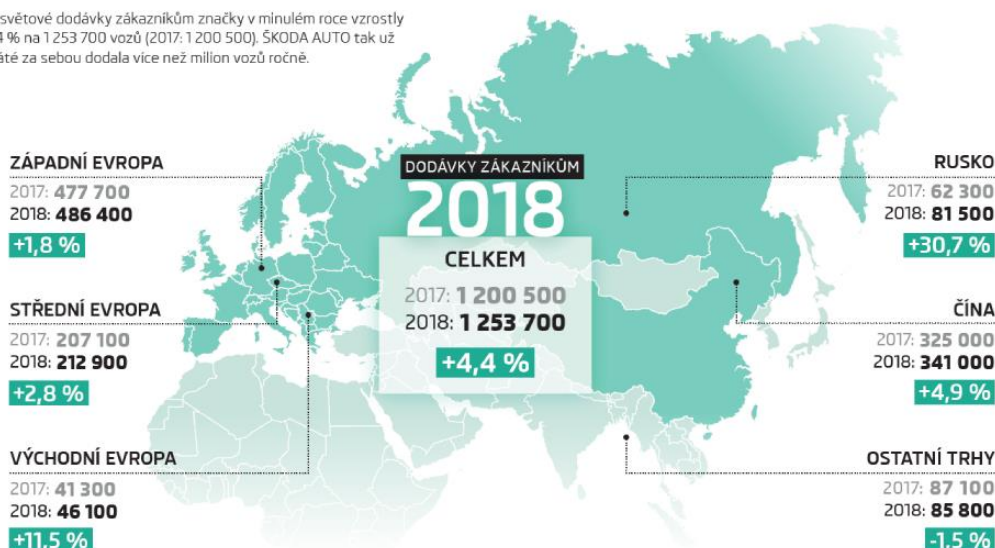 světové dodávky zákazníkům značky v minulém roce vzrostly
4 % na 1 253 700 vozů (2017: 1 200 500). ŠKODA AUTO tak už
za sebou dodala více než milion vozů ročně.
ZÁPADNÍ EVROPA
2017: 477 700
2018: 486 400
+1,8 %
STŘEDNÍ EVROPA
2017: 207 100
2018: 212 900
+2,8 %
VÝCHODNÍ EVROPA
2017: 41 300
2018: 46 100
+11,5 %
DODÁVKY ZÁKAZNÍKŮM
2018
CELKEM
2017: 1 200 500
2018: 1 253 700
+4,4 %
RUSKO
2017: 62 300
2018: 81 500
+30,7 %
ČÍNA
2017: 325 000
2018: 341 000
+4,9 %
OSTATNÍ TRHY
2017: 87 100
2018: 85 800
-1,5 %